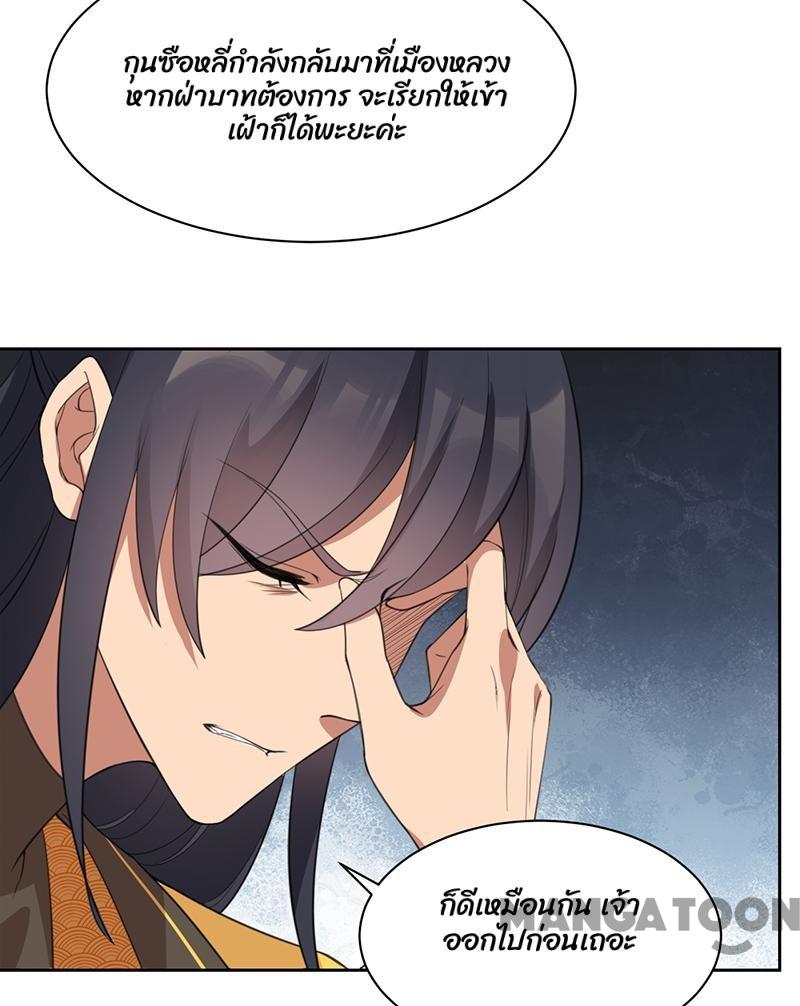 กุนซือหลี่กำลังกลับมาที่เมืองหลวง
หากฝ่าบาทต้องการ จะเรียกให้เข้า
เฝ้าก็ได้พะยะค่ะ
ก็ดีเหมือนกัน เจ้า
ออกไปก่อนเถอะ
MANGATOON